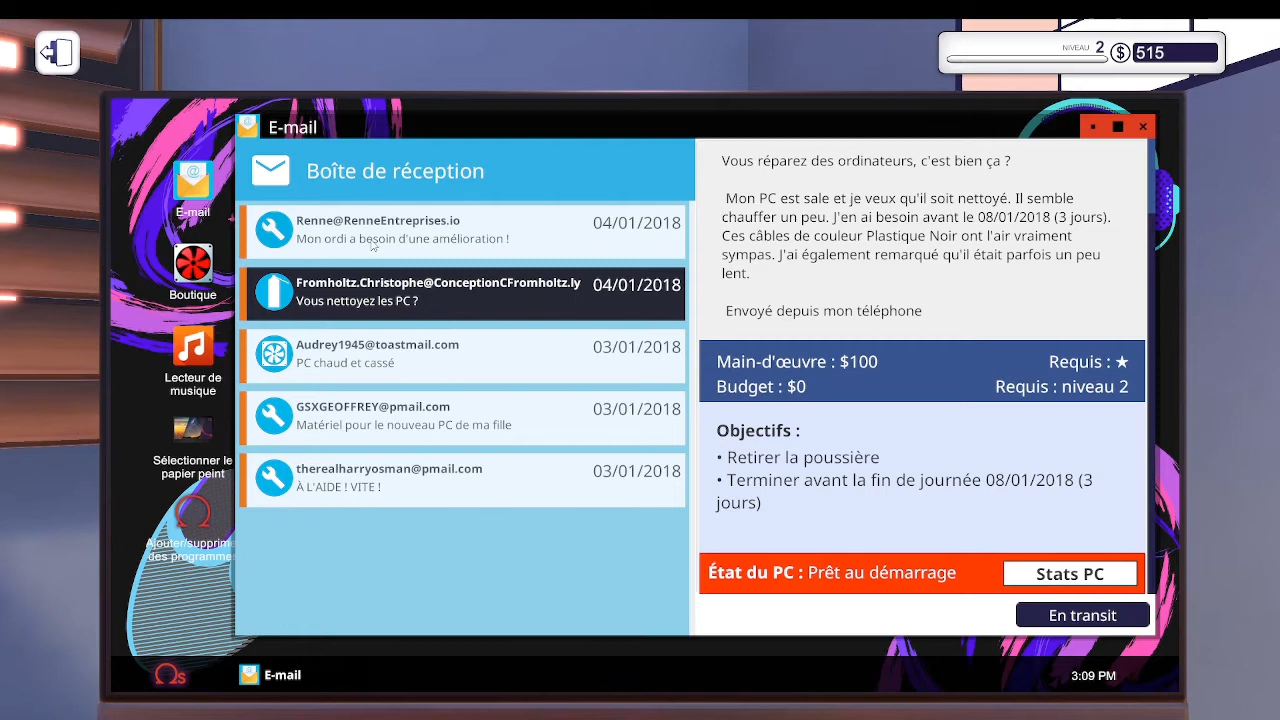 NIVEAU 2 $ 515
E-mail
Boîte de réception
Renne@RenneEntreprises.io 04/01/2018
Mon ordi a besoin d'une amélioration !
Fromholtz.Christophe@ConceptionCFromholtz.ly 04/01/2018
Vous nettoyez les PC ?
Audrey1945@toastmail.com 03/01/2018
PC chaud et cassé
GSXGEOFFREY@pmail.com 03/01/2018
Matériel pour le nouveau PC de ma fille
therealharryosman@pmail.com 03/01/2018
À L'AIDE ! VITE !
Vous réparez des ordinateurs, c'est bien ça ?
Mon PC est sale et je veux qu'il soit nettoyé. Il semble
chauffer un peu. J'en ai besoin avant le 08/01/2018 (3 jours).
Ces câbles de couleur Plastique Noir ont l'air vraiment
sympas. J'ai également remarqué qu'il était parfois un peu
lent.
Envoyé depuis mon téléphone
Main-d'œuvre : $100 Requis : ★
Budget : $0 Requis : niveau 2
Objectifs :
• Retirer la poussière
• Terminer avant la fin de journée 08/01/2018 (3
jours)
État du PC : Prêt au démarrage Stats PC
En transit
E-mail
Boutique
Lecteur de
musique
Sélectionner le
papier peint
Ajouter/supprime
des programme
Ωs E-mail 3:09 PM